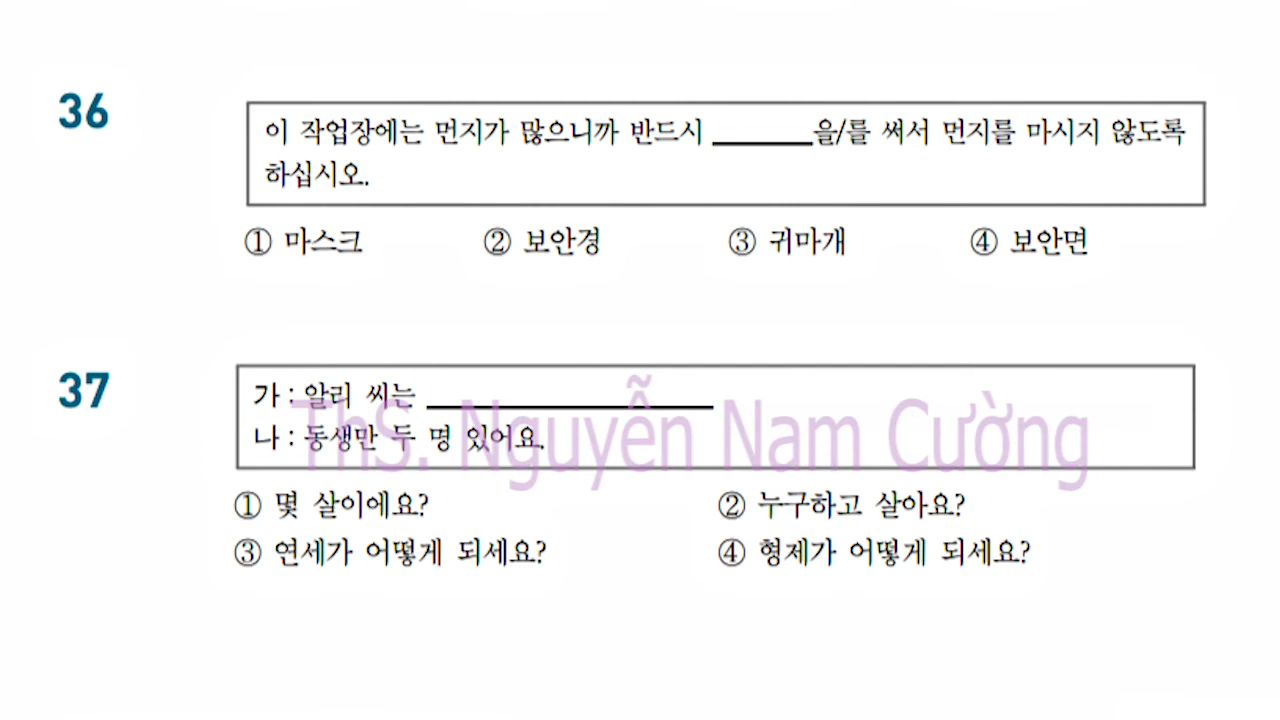 36
이 작업장에는 먼지가 많으니까 반드시 ______을/를 써서 먼지를 마시지 않도록
하십시오.
① 마스크 ② 보안경 ③ 귀마개 ④ 보안면
37
가 : 알리 씨는 ______
나 : 동생만 두 명 있어요.
ThS. Nguyễn Nam Cường
① 몇 살이에요? ② 누구하고 살아요?
③ 연세가 어떻게 되세요? ④ 형제가 어떻게 되세요?